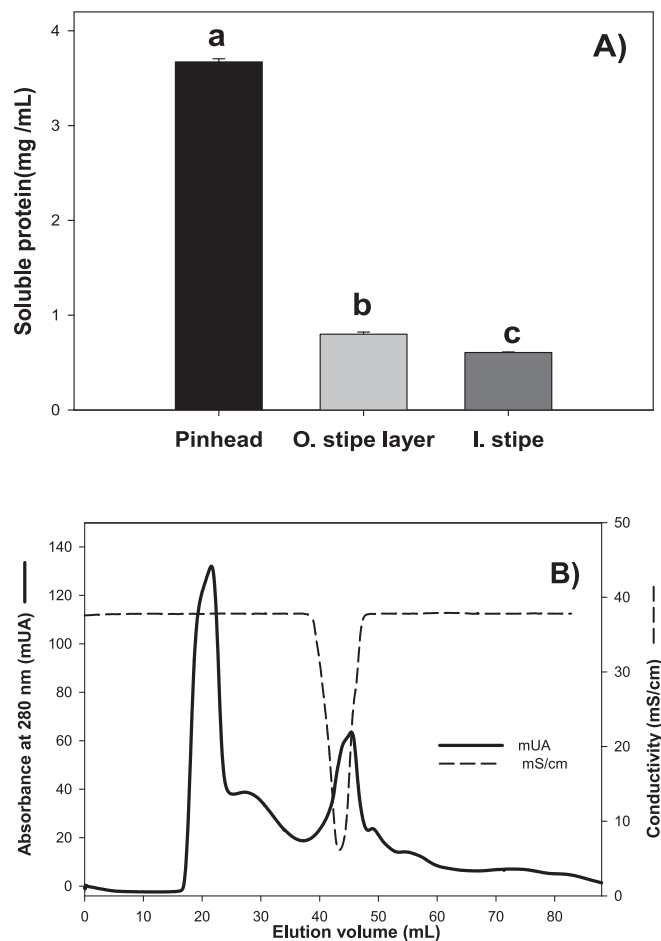 4
3
2
1
0
Soluble protein(mg /mL)
a
b
c
A)
Pinhead
O. stipe layer
I. stipe
140
120
100
80
60
40
20
0
Absorbance at 280 nm (mUA)
B)
50
40
30
20
10
0
Conductivity (mS/cm)
mUA
mS/cm
0 10 20 30 40 50 60 70 80
Elution volume (mL)